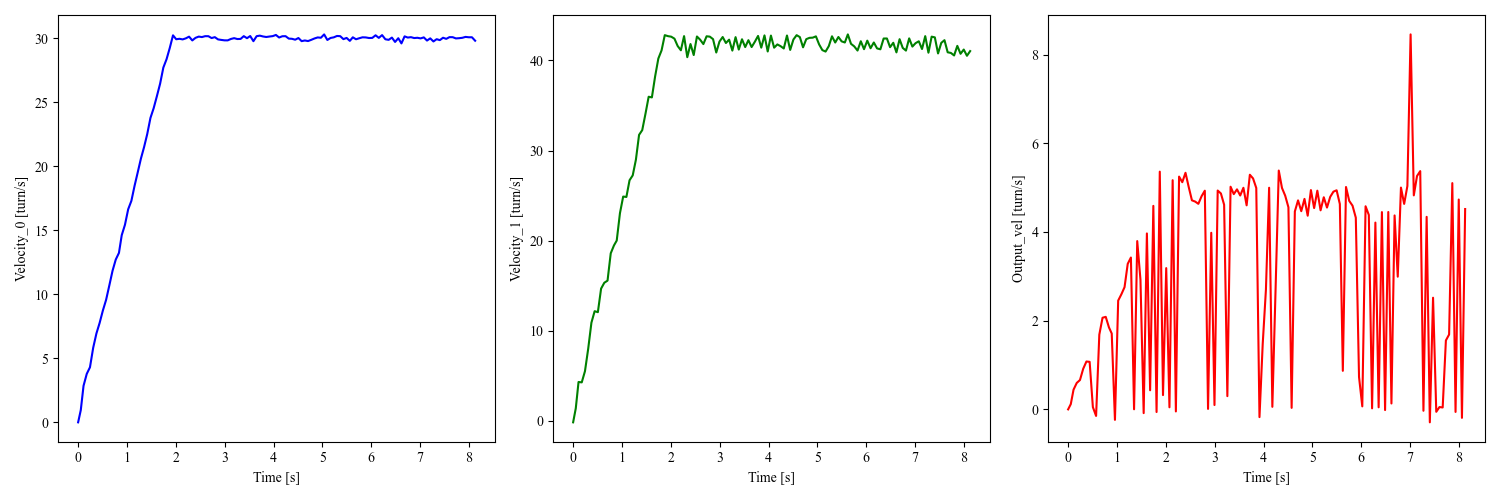 Velocity_0 [turn/s]
30
25
20
15
10
5
0
0 1 2 3 4 5 6 7 8
Time [s]
Velocity_1 [turn/s]
40
30
20
10
0
0 1 2 3 4 5 6 7 8
Time [s]
Output_vel [turn/s]
8
6
4
2
0
0 1 2 3 4 5 6 7 8
Time [s]